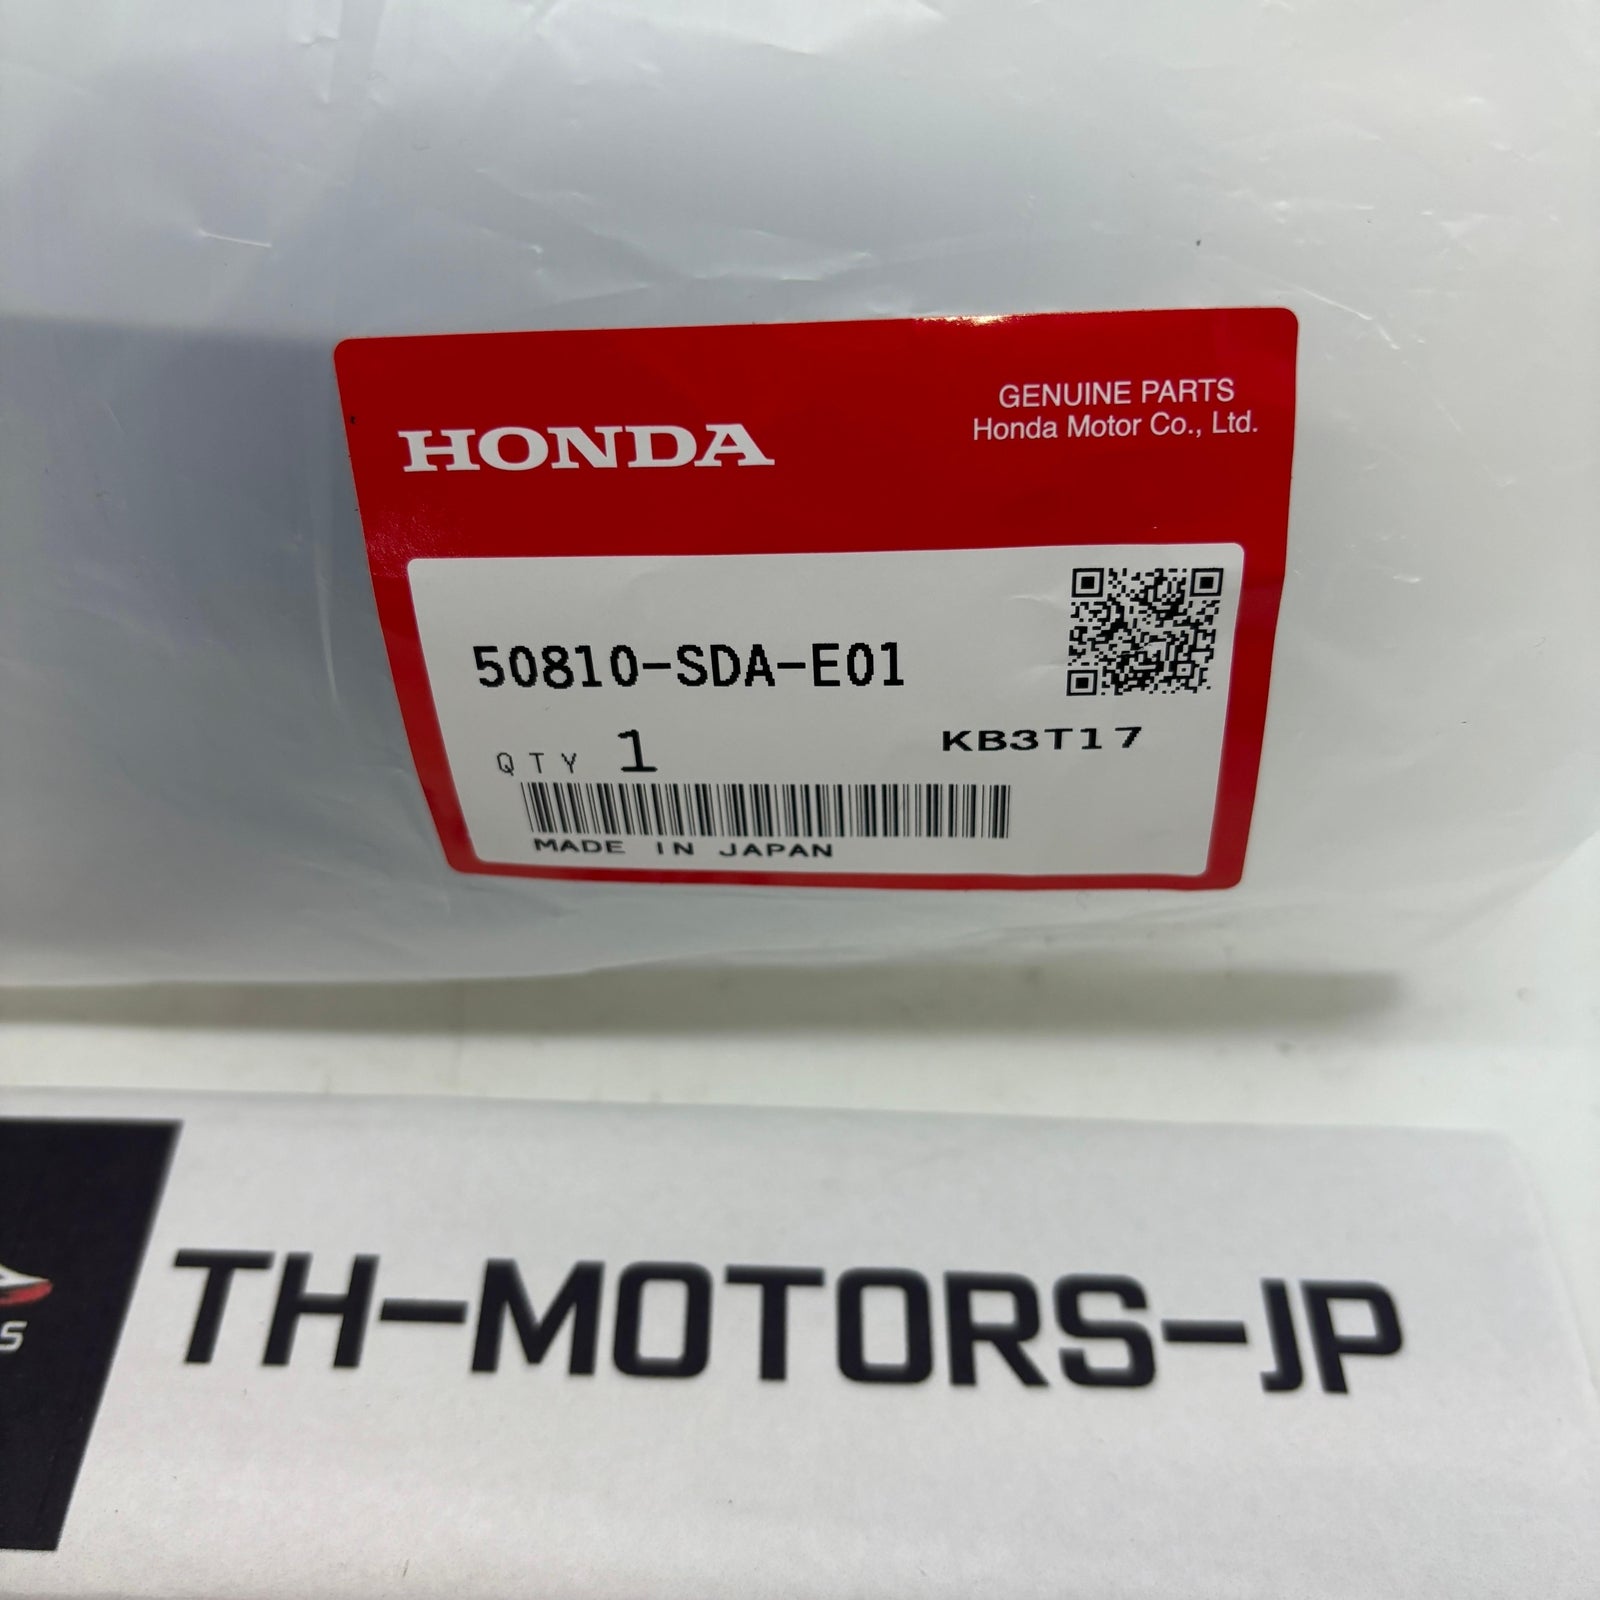 HONDA
GENUINE PARTS
Honda Motor Co., Ltd.
50810-SDA-E01
QTY 1
KB3T17
MADE IN JAPAN
TH-MOTORS-JP
S